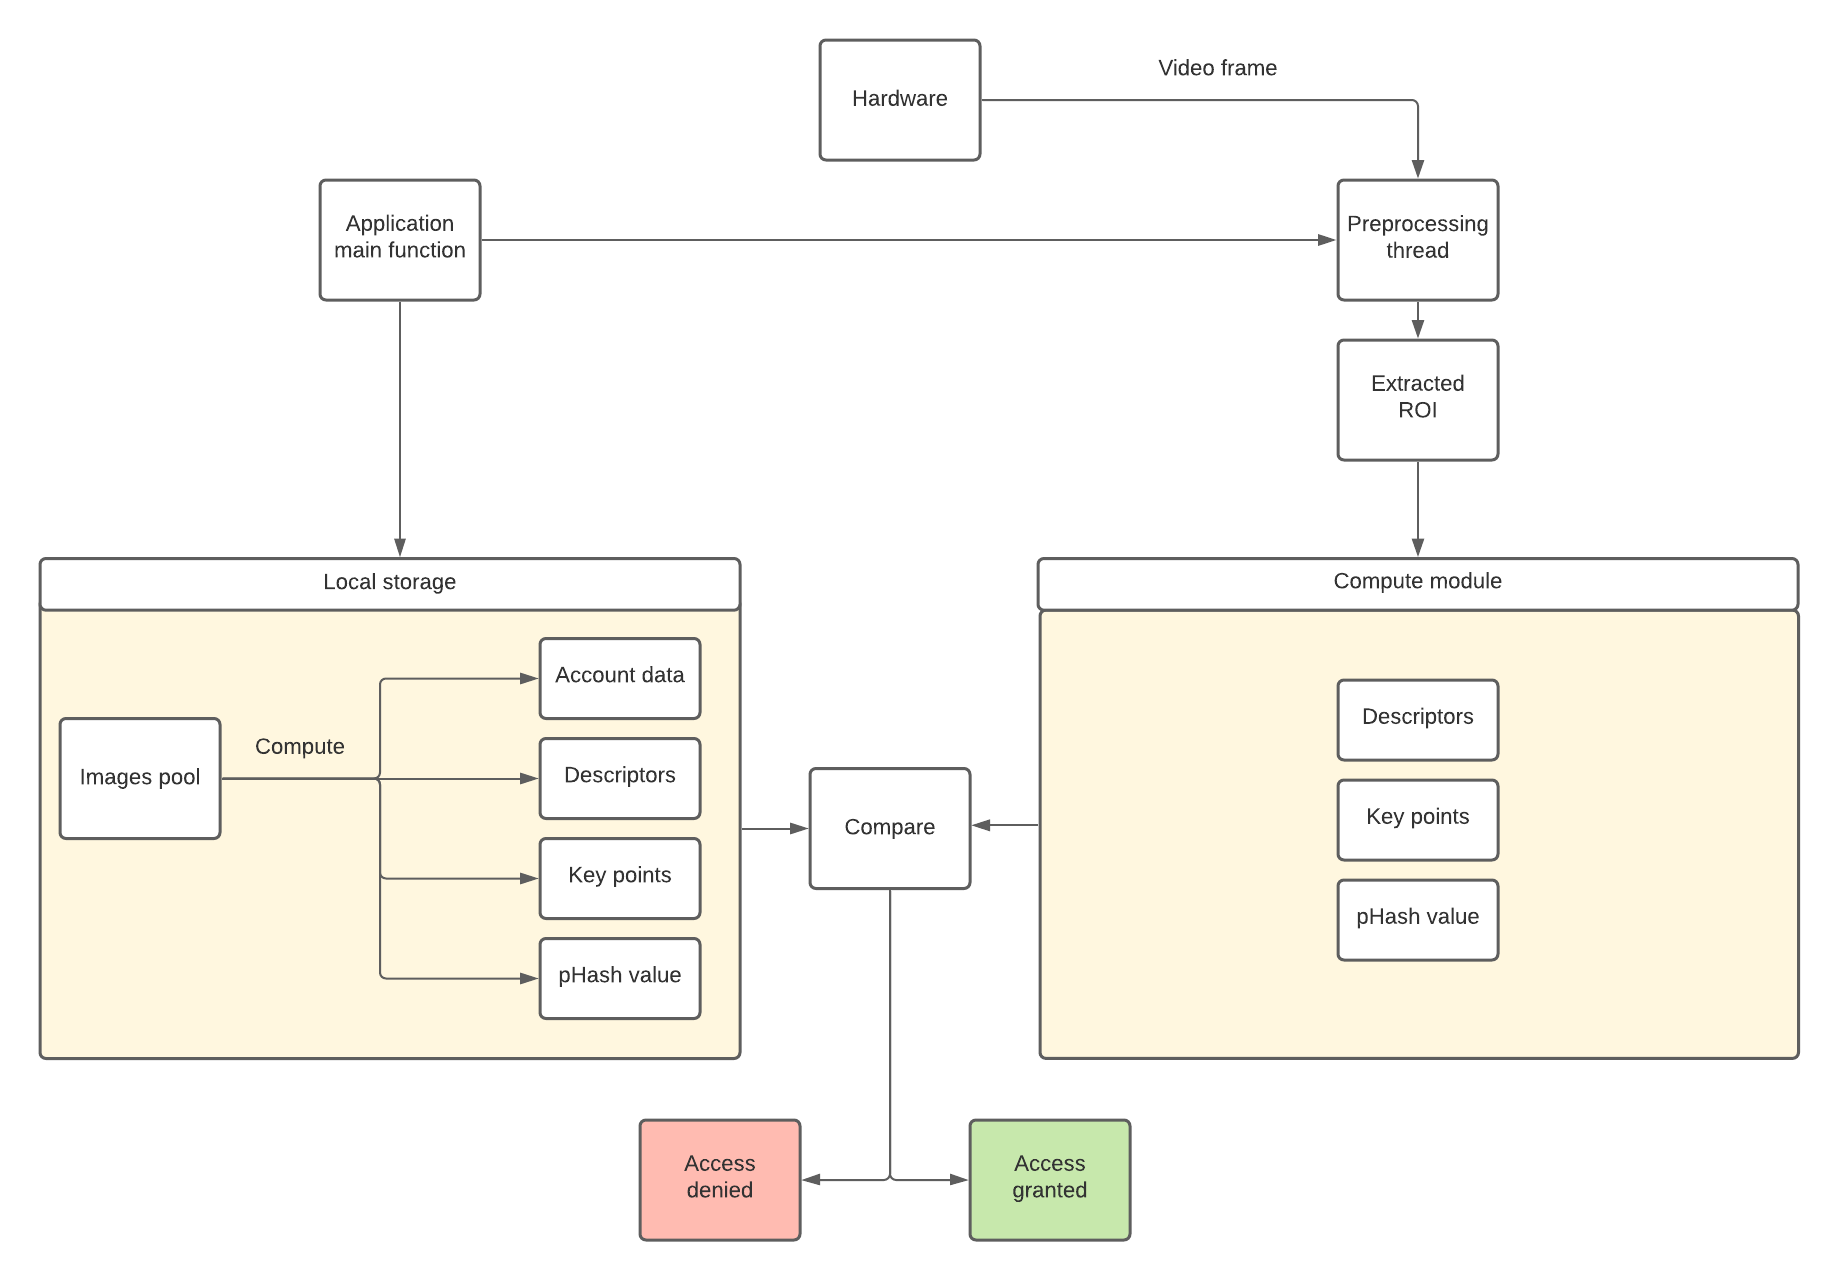 Hardware
Video frame
Application
main function
Preprocessing
thread
Extracted
ROI
Local storage
Images pool
Compute
Account data
Descriptors
Key points
pHash value
Compare
Compute module
Descriptors
Key points
pHash value
Access
denied
Access
granted